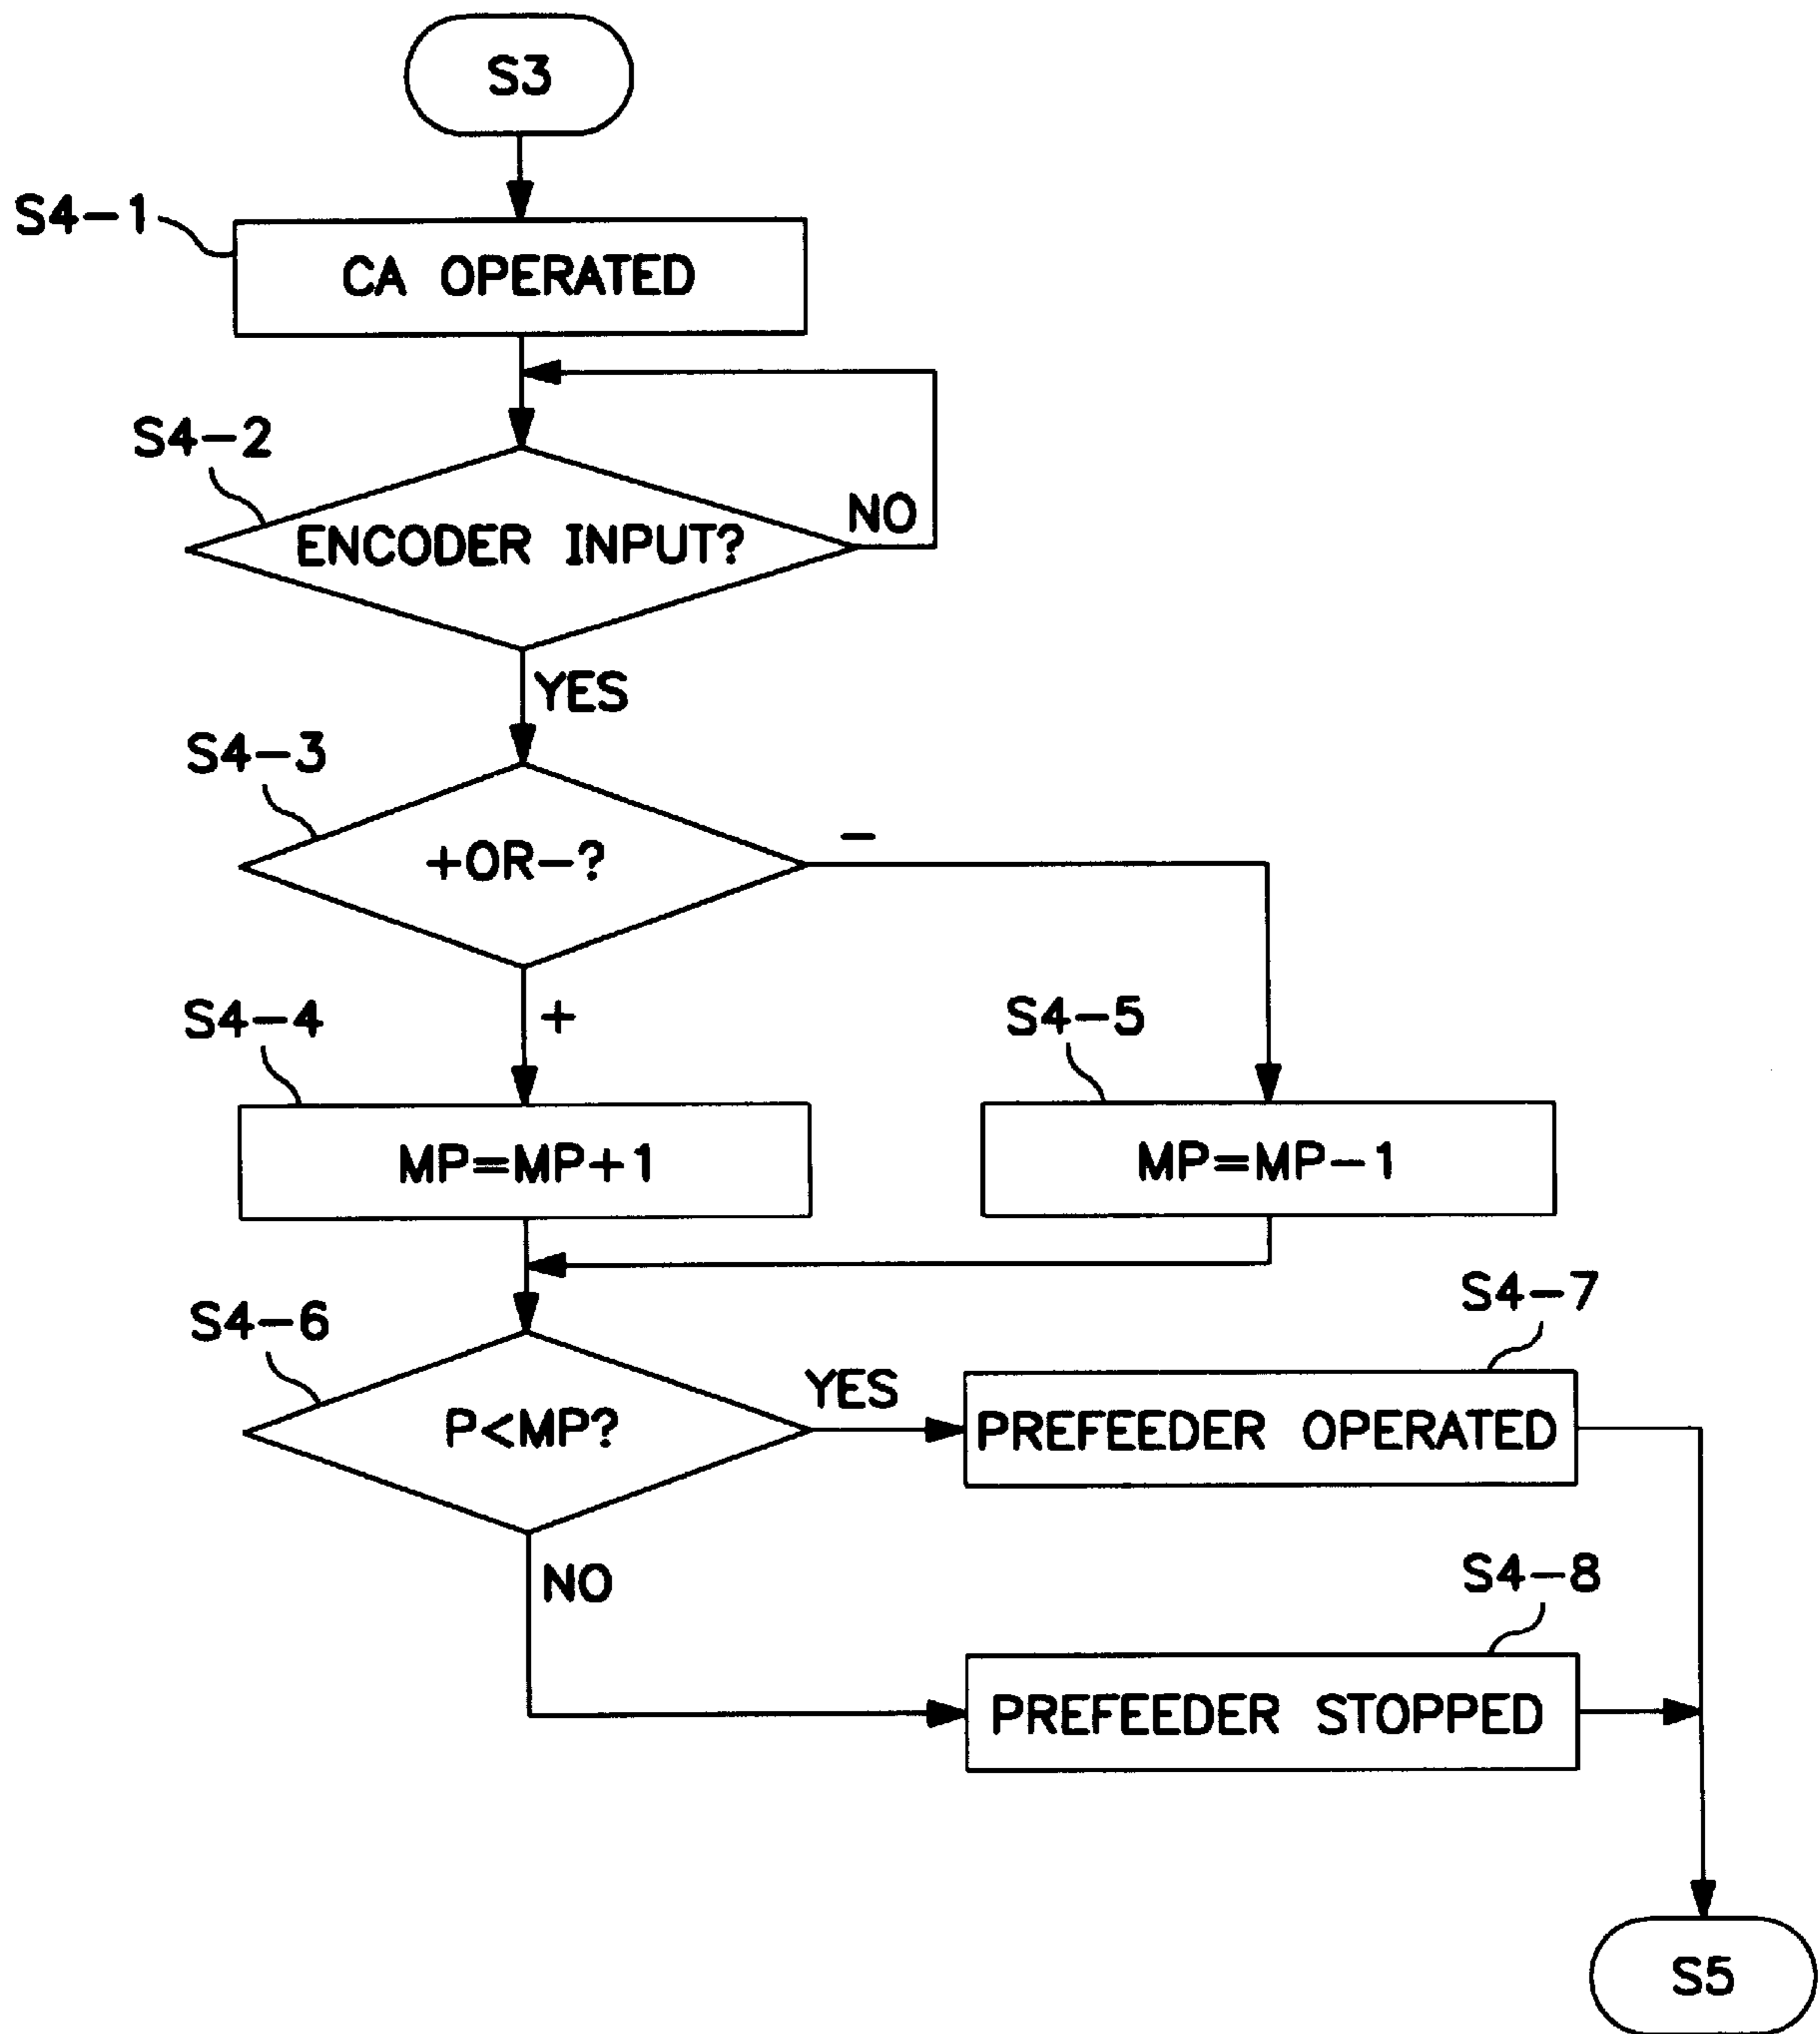 S3
S4-1
CA OPERATED
S4-2
ENCODER INPUT?
NO
YES
S4-3
+OR-?
-
+
S4-4
MP=MP+1
S4-5
MP=MP-1
S4-6
P<MP?
YES
S4-7
PREFEEDER OPERATED
NO
S4-8
PREFEEDER STOPPED
S5